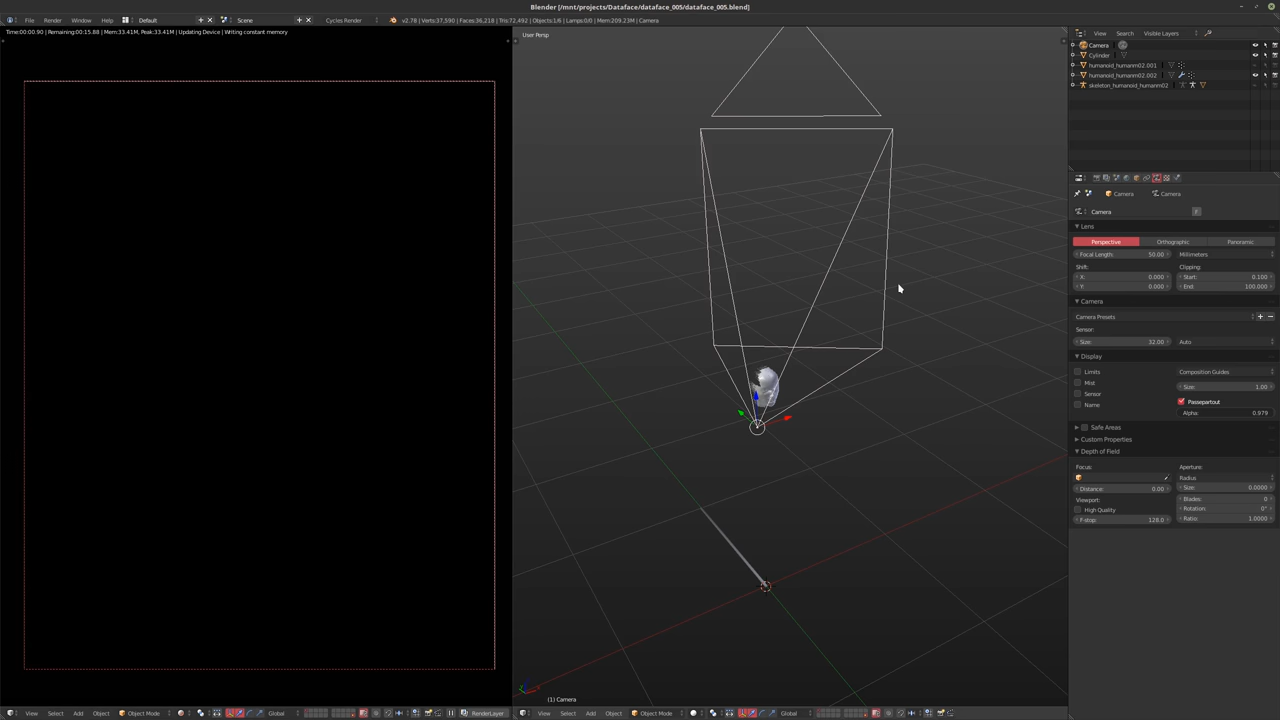 Blender [/mnt/projects/Dataface/dataface_005/dataface_005.blend]
File Render Window Help Default Scene Cycles Render v2.78 | Verts:37,590 | Faces:36,218 | Tris:72,492 | Objects:1/6 | Lamps:0/0 | Mem:209.23M | Camera
Time:00:00.90 | Remaining:00:15.88 | Mem:33.41M, Peak:33.41M | Updating Device | Writing constant memory
User Persp
(1) Camera
View Select Add Object Object Mode Global RenderLayer
View Select Add Object Object Mode Global
View Search Visible Layers
Camera
Cylinder
humanoid_humanm02.001
humanoid_humanm02.002
skeleton_humanoid_humanm02
Camera Camera
Camera F
Lens
Perspective Orthographic Panoramic
Focal Length: 50.00 Millimeters
Shift: Clipping:
X: 0.000 Start: 0.100
Y: 0.000 End: 100.000
Camera
Camera Presets
Sensor:
Size: 32.00 Auto
Display
Limits Composition Guides
Mist Size: 1.00
Sensor Passepartout
Name Alpha: 0.979
Safe Areas
Custom Properties
Depth of Field
Focus: Aperture:
Radius
Distance: 0.00 Size: 0.0000
Viewport: Blades: 0
High Quality Rotation: 0°
F-stop: 128.0 Ratio: 1.0000